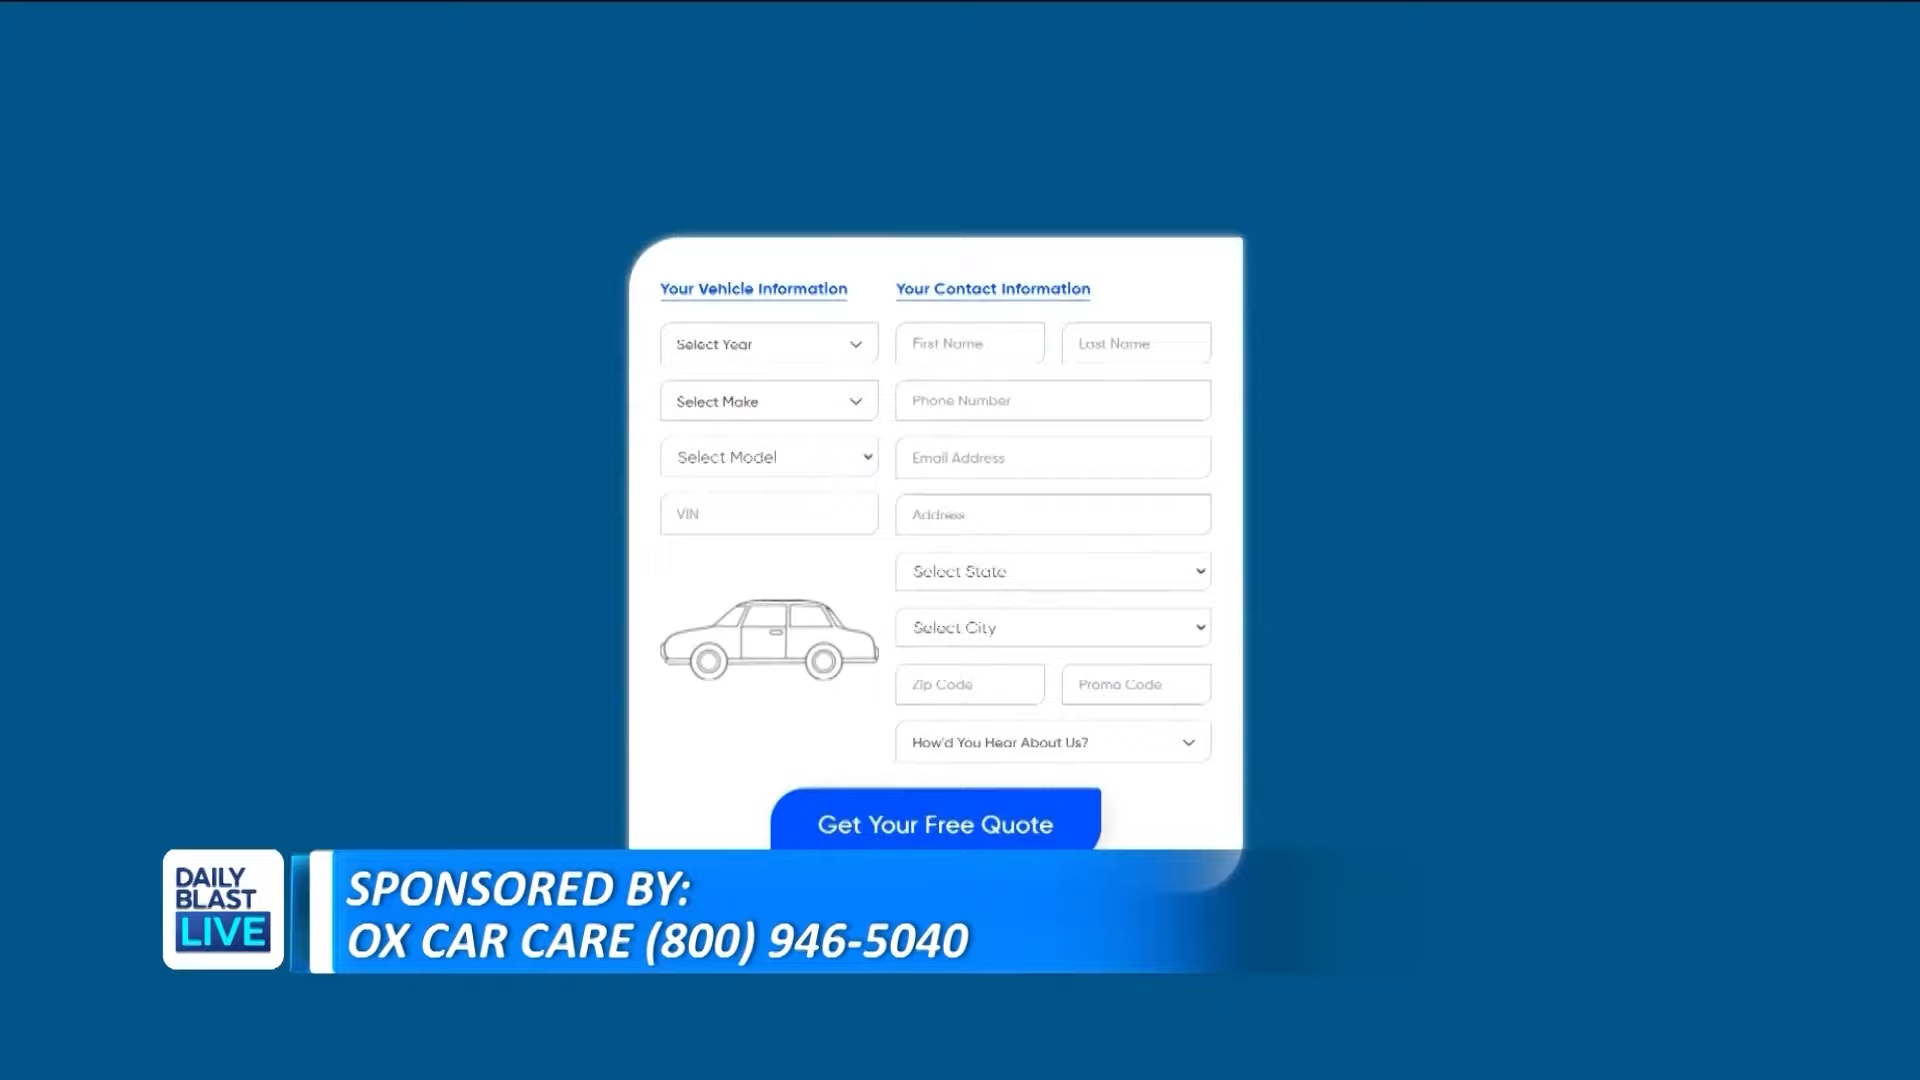 Your Vehicle Information
Your Contact Information
Select Year
First Name
Last Name
Select Make
Phone Number
Select Model
Email Address
VIN
Address
Select State
Select City
Zip Code
Promo Code
How'd You Hear About Us?
Get Your Free Quote
DAILY
BLAST
LIVE
SPONSORED BY:
OX CAR CARE (800) 946-5040